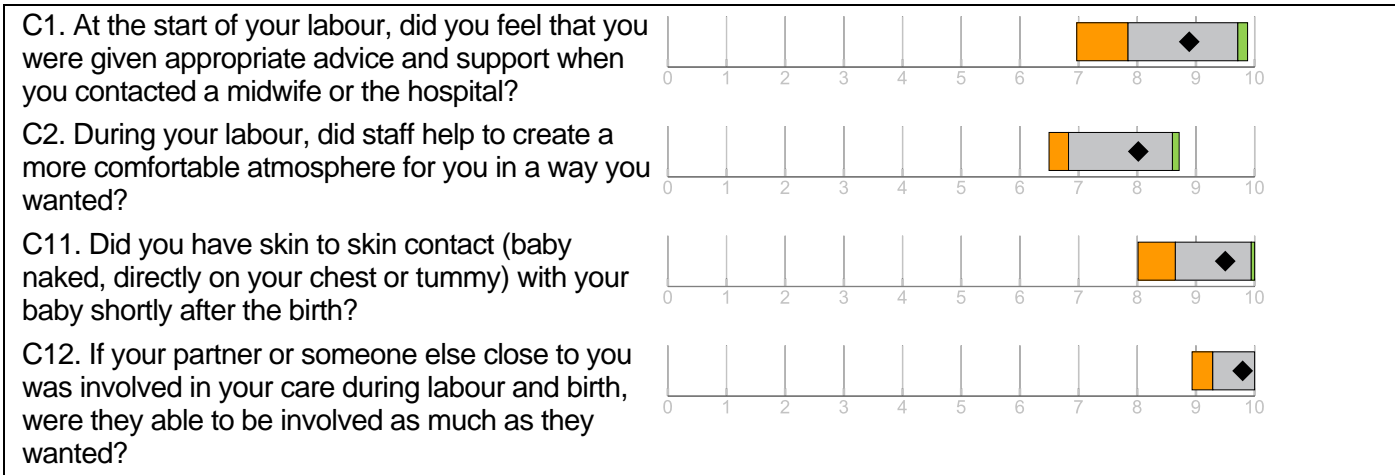 C1. At the start of your labour, did you feel that you
were given appropriate advice and support when
you contacted a midwife or the hospital?
0 1 2 3 4 5 6 7 8 9 10
C2. During your labour, did staff help to create a
more comfortable atmosphere for you in a way you
wanted?
0 1 2 3 4 5 6 7 8 9 10
C11. Did you have skin to skin contact (baby
naked, directly on your chest or tummy) with your
baby shortly after the birth?
0 1 2 3 4 5 6 7 8 9 10
C12. If your partner or someone else close to you
was involved in your care during labour and birth,
were they able to be involved as much as they
wanted?
0 1 2 3 4 5 6 7 8 9 10